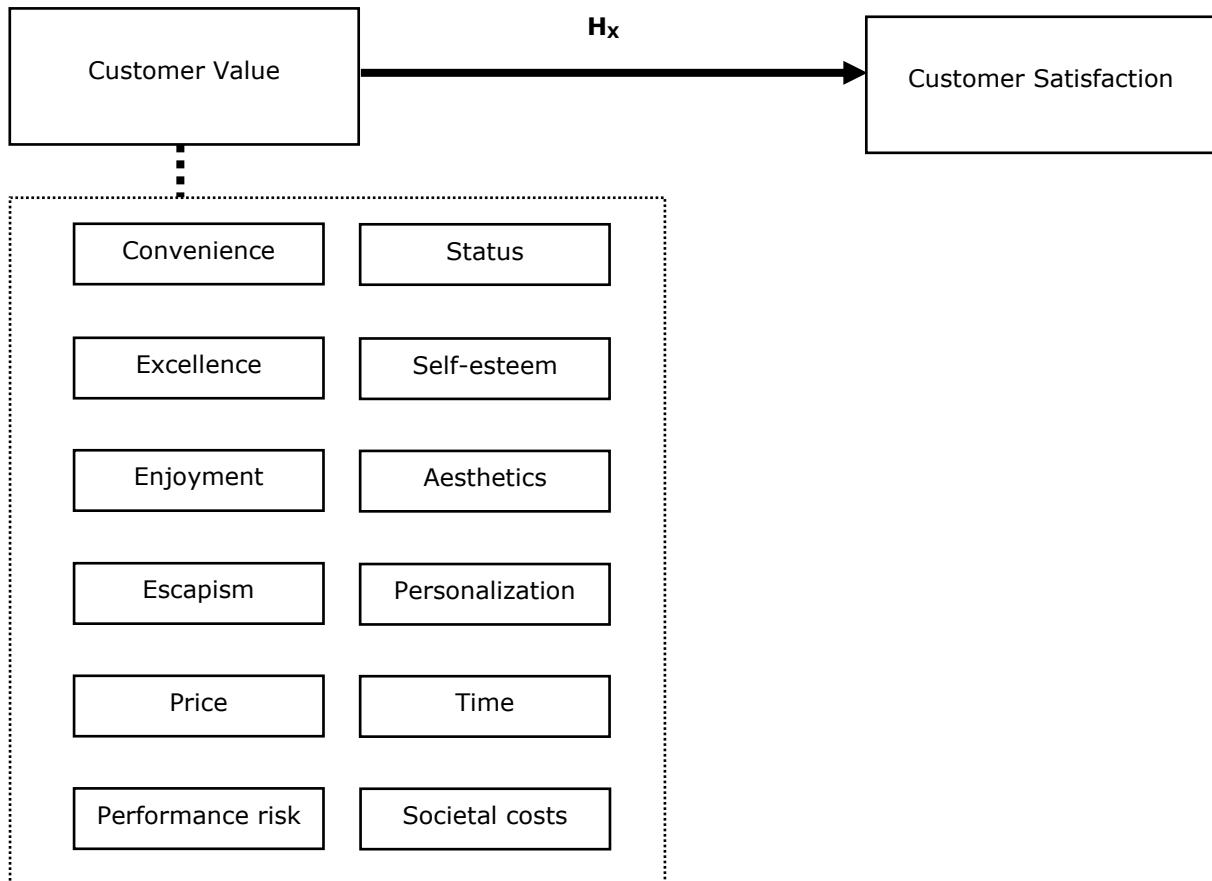 Hx
Customer Value
Customer Satisfaction
Convenience
Status
Excellence
Self-esteem
Enjoyment
Aesthetics
Escapism
Personalization
Price
Time
Performance risk
Societal costs